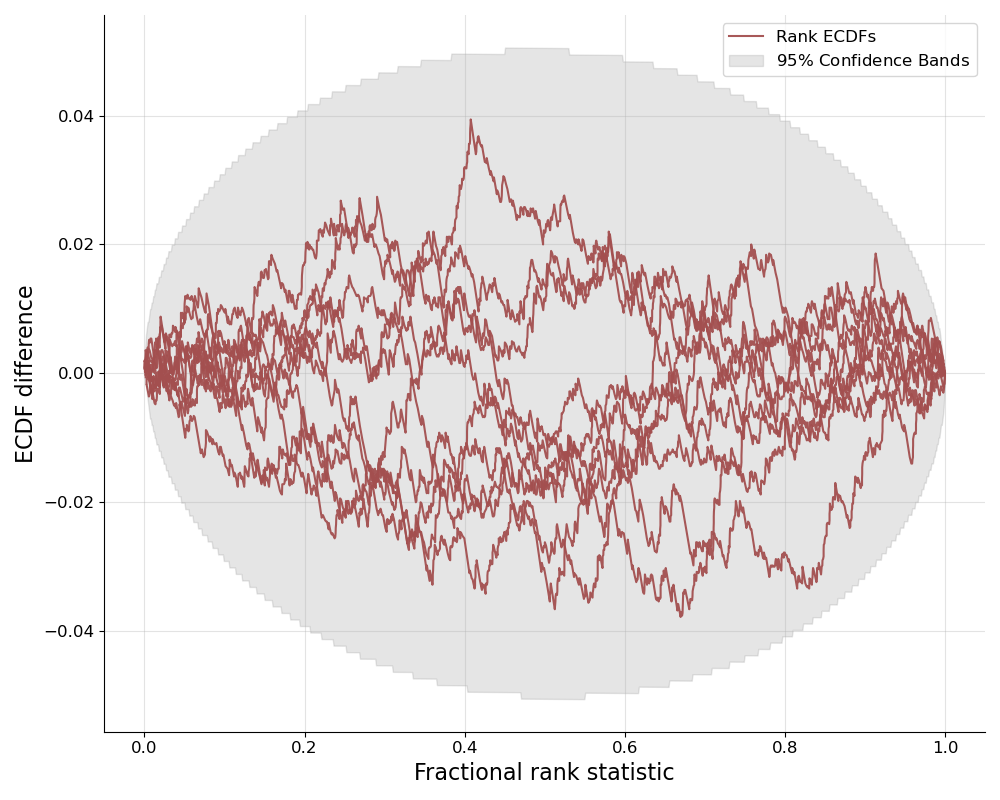 Rank ECDFs
95% Confidence Bands
ECDF difference
0.04
0.02
0.00
−0.02
−0.04
0.0 0.2 0.4 0.6 0.8 1.0
Fractional rank statistic